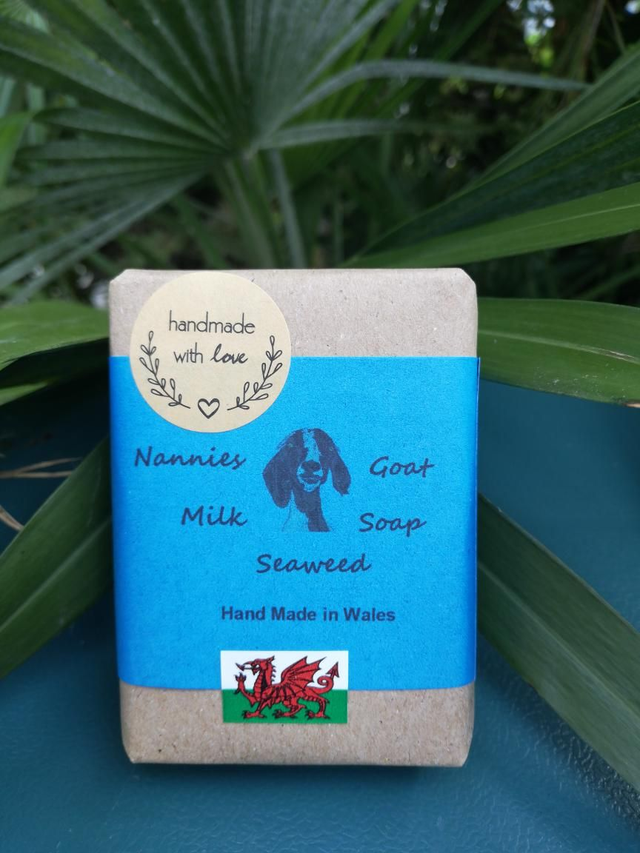 handmade
with love
Nannies Goat
Milk Soap
Seaweed
Hand Made in Wales